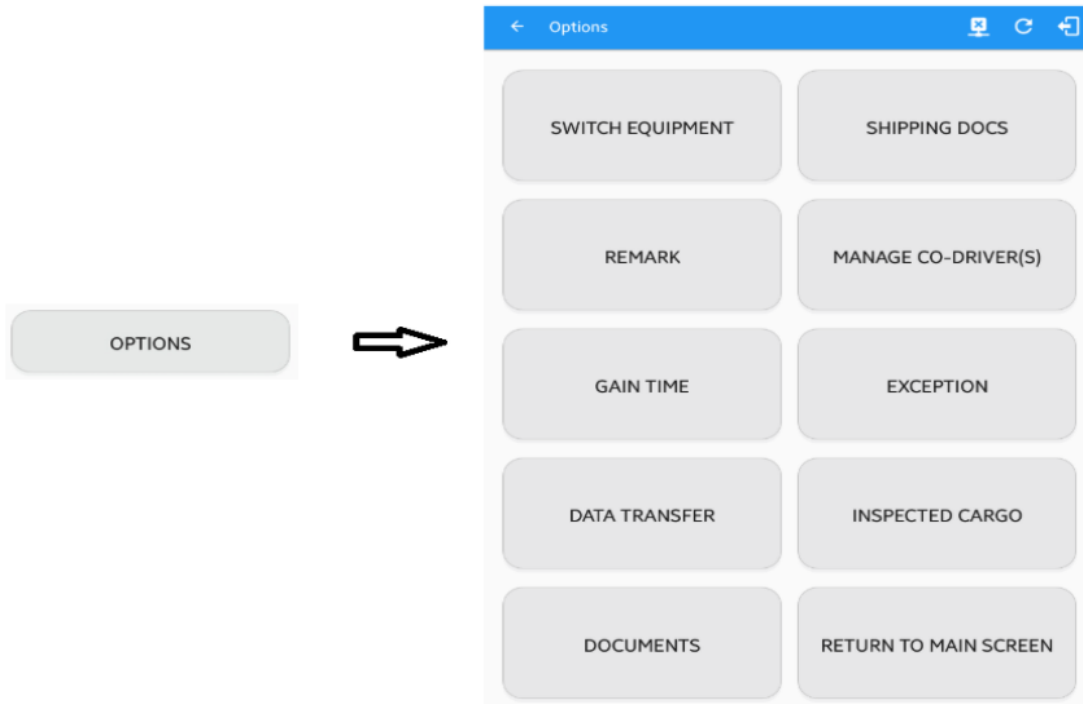 OPTIONS
Options
SWITCH EQUIPMENT
SHIPPING DOCS
REMARK
MANAGE CO-DRIVER(S)
GAIN TIME
EXCEPTION
DATA TRANSFER
INSPECTED CARGO
DOCUMENTS
RETURN TO MAIN SCREEN